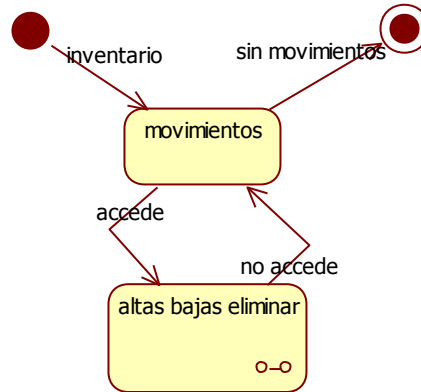 inventario
sin movimientos
movimientos
accede
no accede
altas bajas eliminar